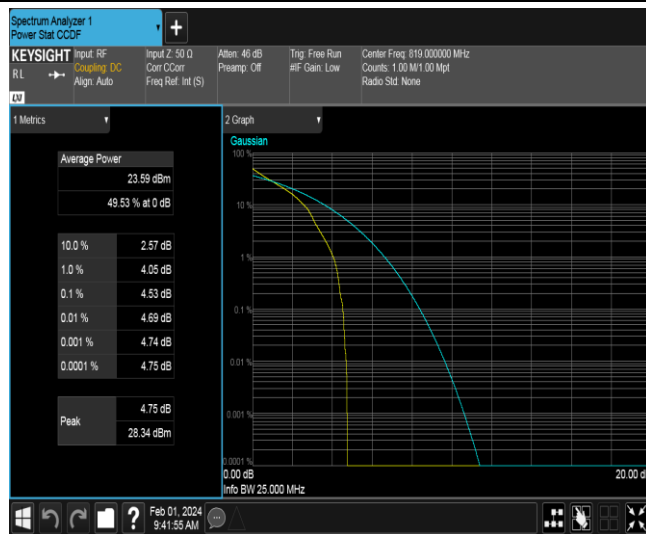 Spectrum Analyzer 1
Power Stat CCDF
+
KEYSIGHT
RL
LXI
Input: RF
Coupling: DC
Align: Auto
Input Z: 50 Ω
Corr CCorr
Freq Ref: Int (S)
Atten: 46 dB
Preamp: Off
Trig: Free Run
#IF Gain: Low
Center Freq: 819.000000 MHz
Counts: 1.00 M/1.00 Mpt
Radio Std: None
1 Metrics
Average Power
23.59 dBm
49.53 % at 0 dB
10.0 % 2.57 dB
1.0 % 4.05 dB
0.1 % 4.53 dB
0.01 % 4.69 dB
0.001 % 4.74 dB
0.0001 % 4.75 dB
Peak
4.75 dB
28.34 dBm
2 Graph
Gaussian
100 %
10 %
1 %
0.1 %
0.01 %
0.001 %
0.0001 %
0.00 dB 20.00 d
Info BW 25.000 MHz
?
Feb 01, 2024
9:41:55 AM